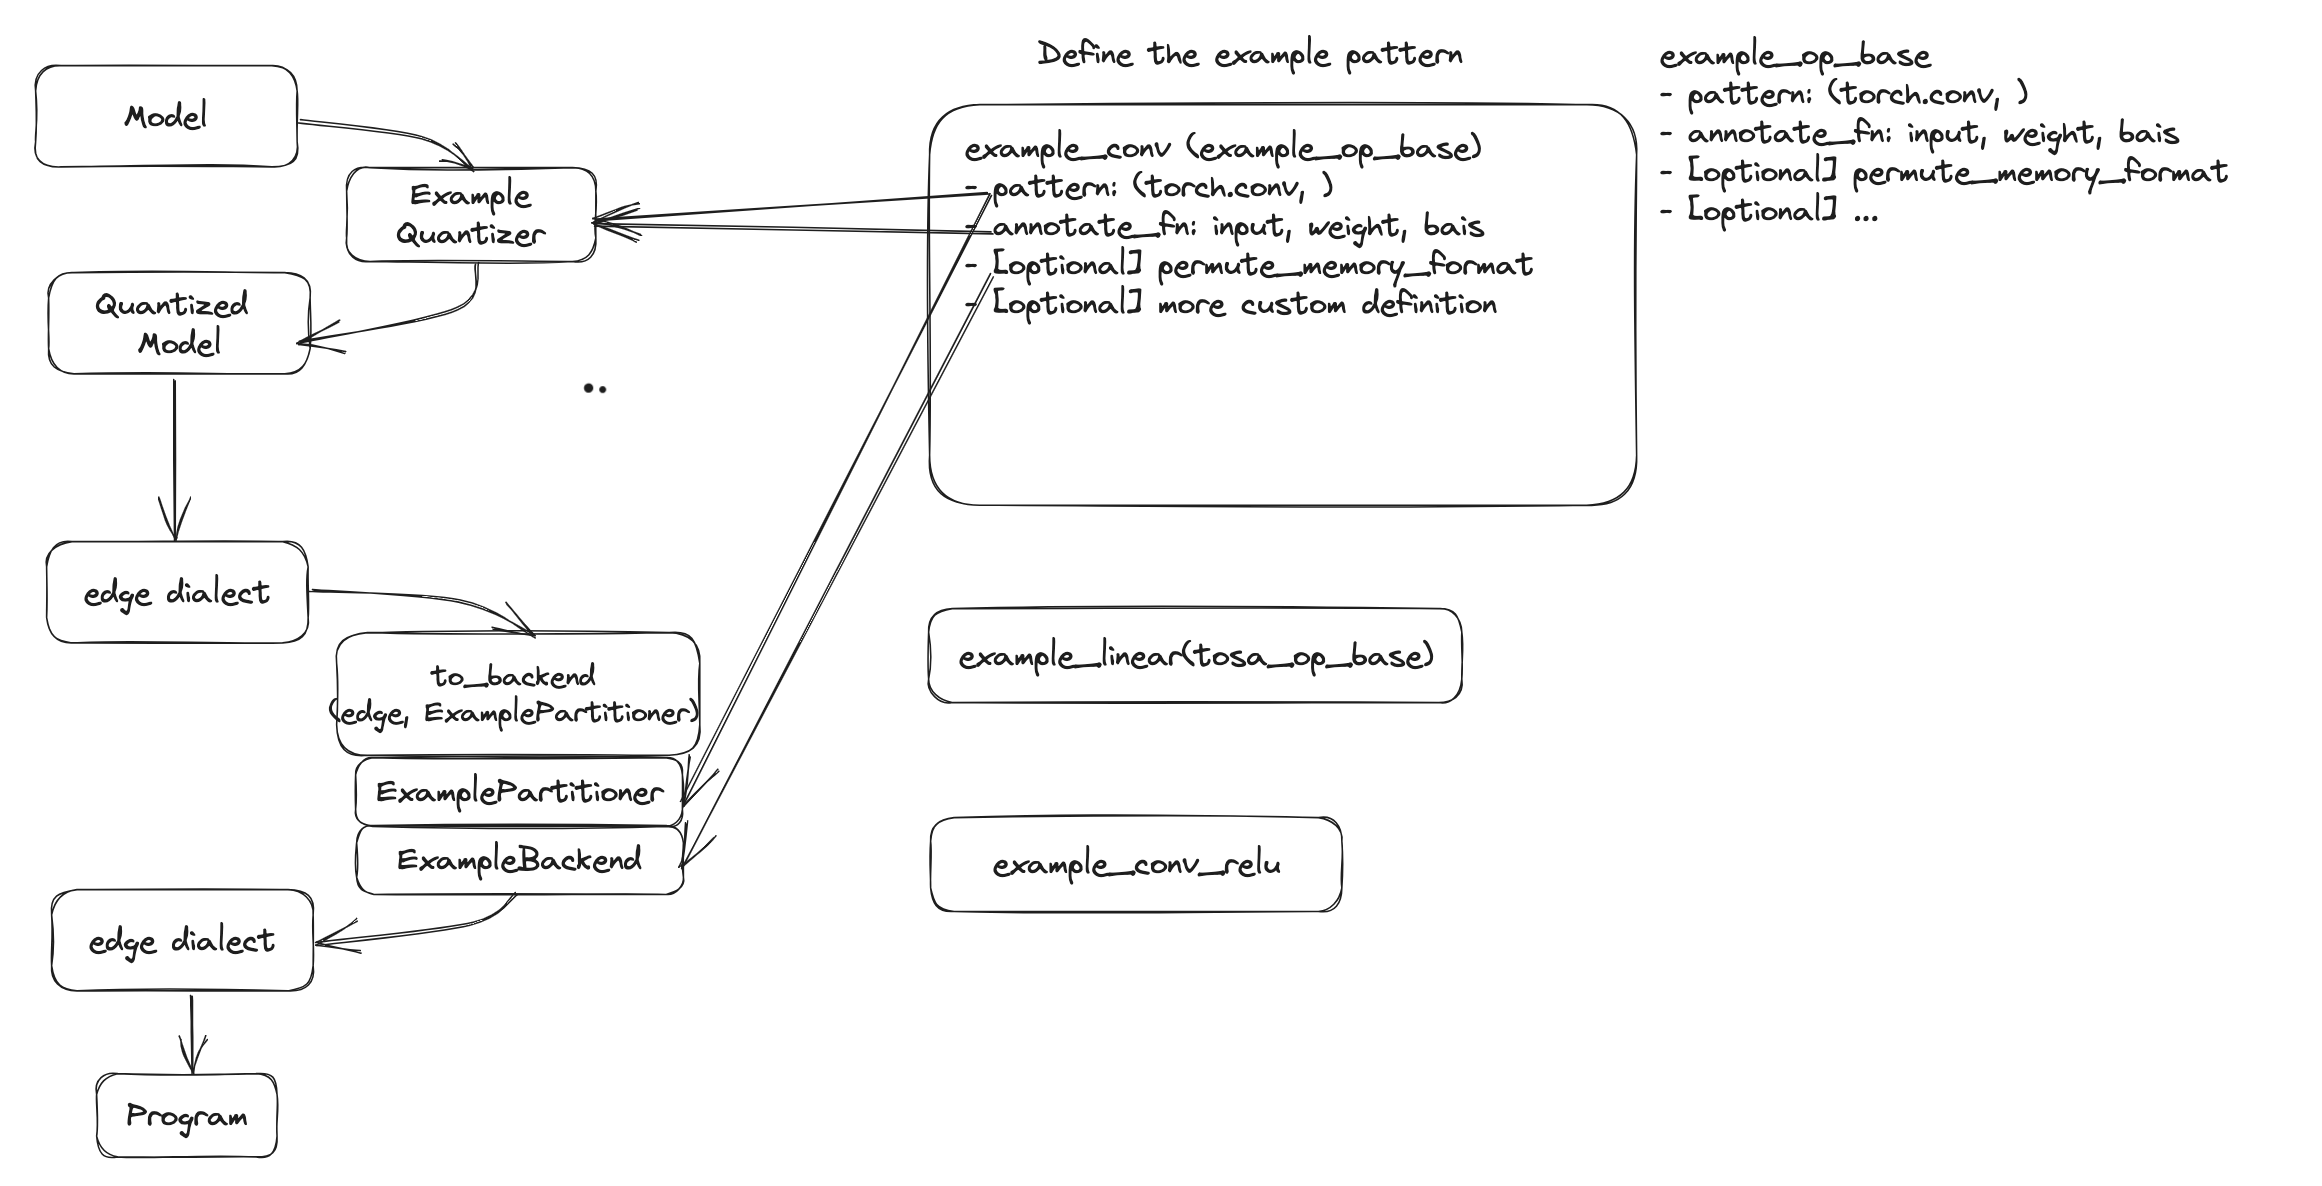 Model
Example
Quantizer
Quantized
Model
edge dialect
to_backend
(edge, ExamplePartitioner)
ExamplePartitioner
ExampleBackend
edge dialect
Program
Define the example pattern
example_conv (example_op_base)
- pattern: (torch.conv, )
- annotate_fn: input, weight, bais
- [optional] permute_memory_format
- [optional] more custom definition
example_linear(tosa_op_base)
example_conv_relu
example_op_base
- pattern: (torch.conv, )
- annotate_fn: input, weight, bais
- [optional] permute_memory_format
- [optional] ...